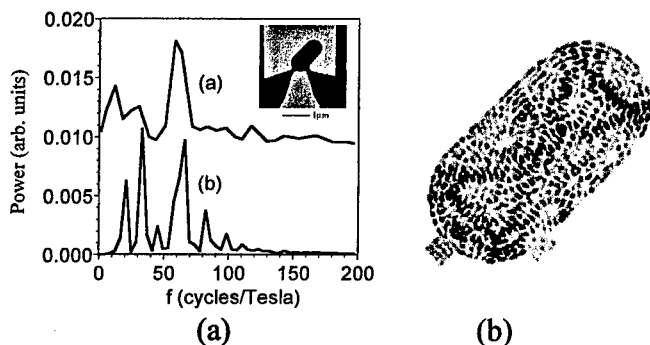 0.020
0.015
0.010
0.005
0.000
Power (arb. units)
(a)
(b)
1μm
0 50 100 150 200
f (cycles/Tesla)
(a) (b)